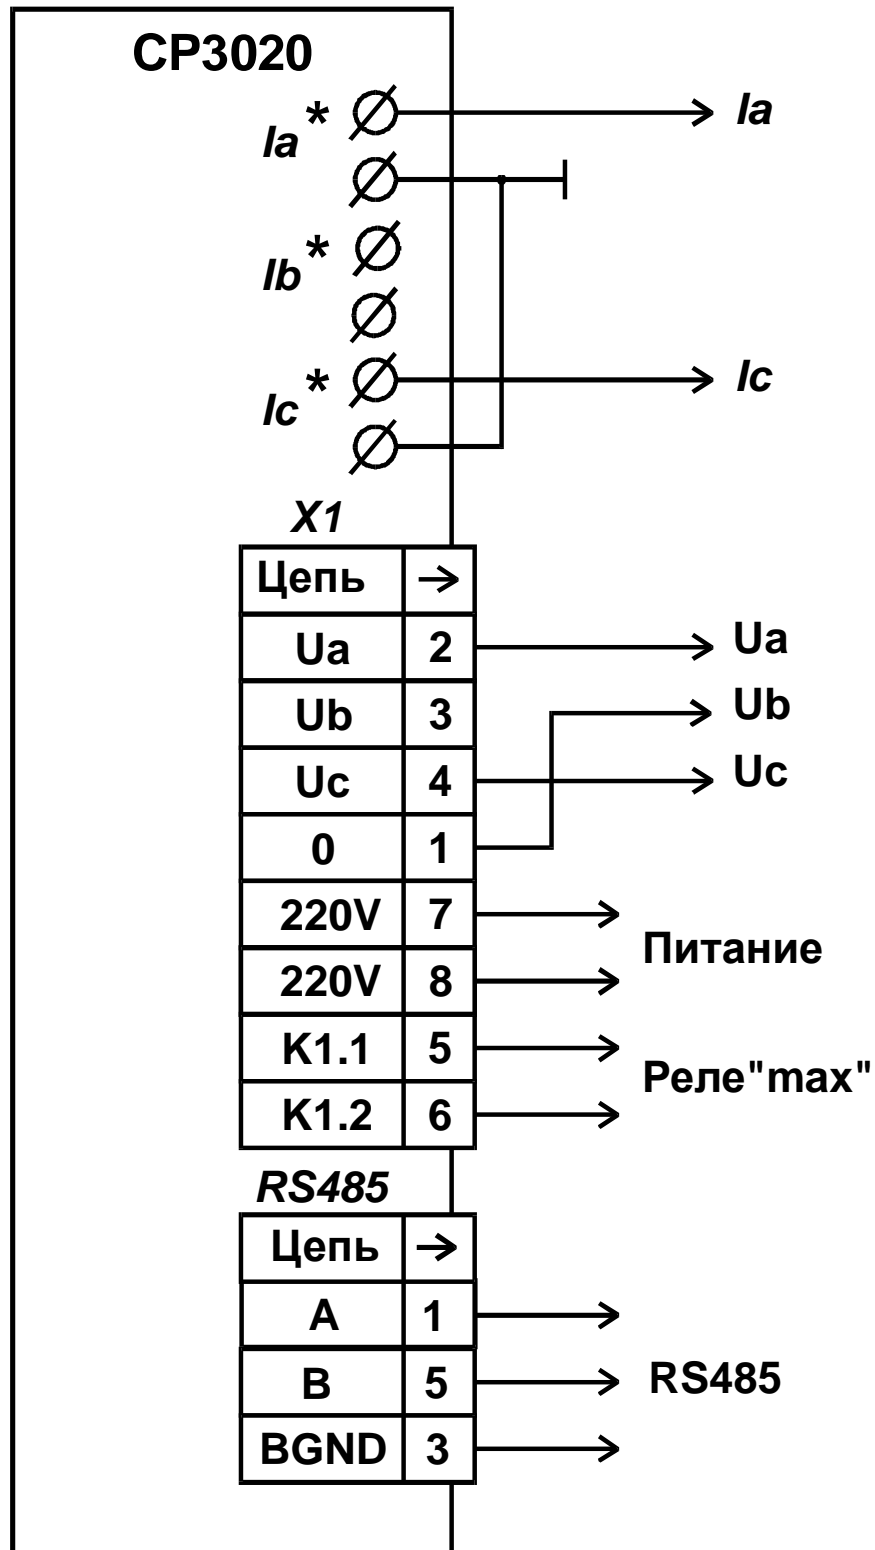 CP3020
Ia* Ia
Ib*
Ic* Ic
X1
Цепь →
Ua 2 Ua
Ub 3 Ub
Uc 4 Uc
0 1
220V 7
Питание
220V 8
K1.1 5
Реле"max"
K1.2 6
RS485
Цепь →
A 1
B 5 RS485
BGND 3